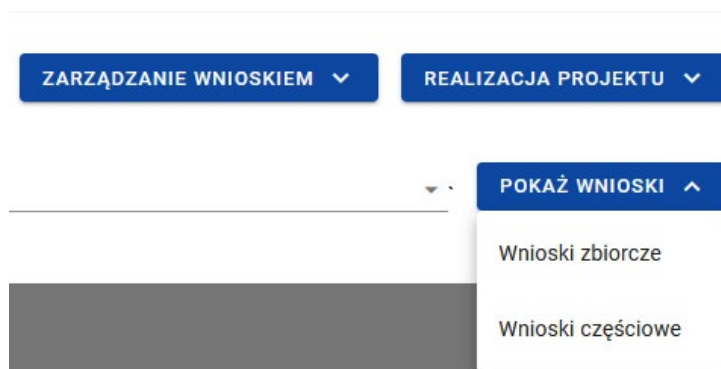 ZARZĄDZANIE WNIOSKIEM
REALIZACJA PROJEKTU
POKAŻ WNIOSKI
Wnioski zbiorcze
Wnioski częściowe